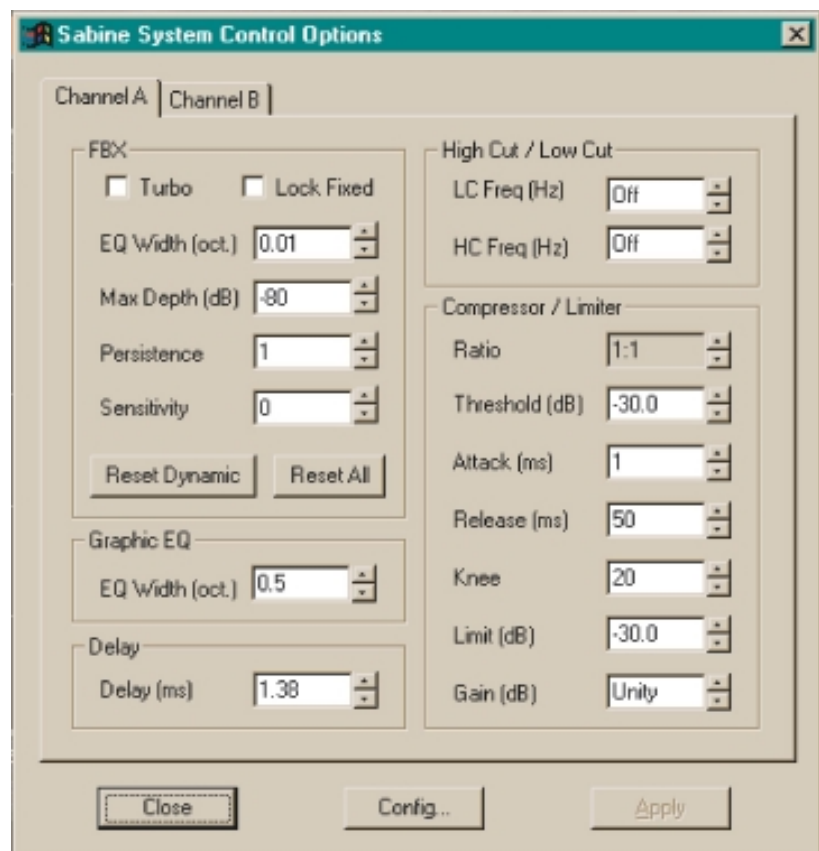 Sabine System Control Options
Channel A
Channel B
FBX
Turbo
Lock Fixed
EQ Width (oct.) 0.01
Max Depth (dB) -80
Persistence 1
Sensitivity 0
Reset Dynamic
Reset All
Graphic EQ
EQ Width (oct.) 0.5
Delay
Delay (ms) 1.38
High Cut / Low Cut
LC Freq (Hz) Off
HC Freq (Hz) Off
Compressor / Limiter
Ratio 1:1
Threshold (dB) -30.0
Attack (ms) 1
Release (ms) 50
Knee 20
Limit (dB) -30.0
Gain (dB) Unity
Close
Config...
Apply